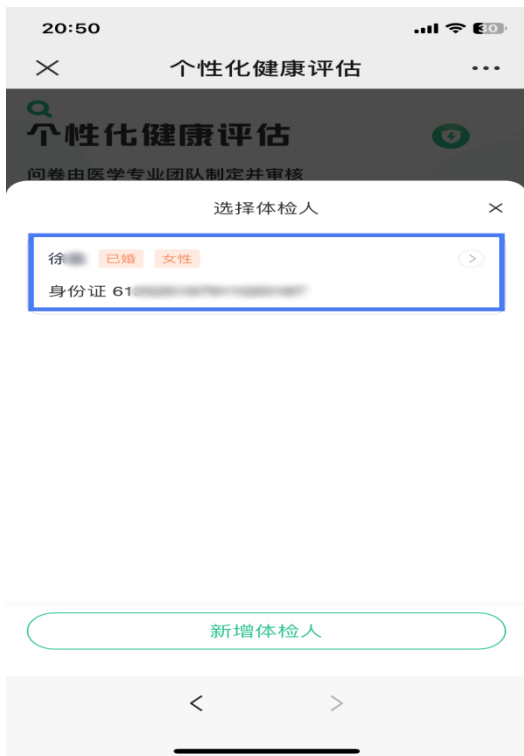 20:50
30
个性化健康评估
个性化健康评估
问卷由医学专业团队制定并审核
选择体检人
徐 已婚 女性
身份证 61
新增体检人